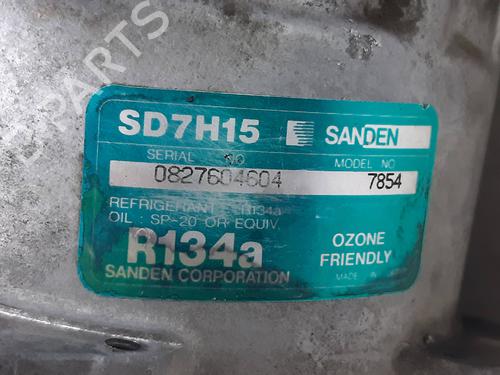 PARTS
SD7H15 SANDEN
SERIAL NO MODEL NO
0827604604 7854
REFRIGERANT : R134a
OIL : SP-20 OR EQUIV.
R134a OZONE FRIENDLY
SANDEN CORPORATION MADE IN